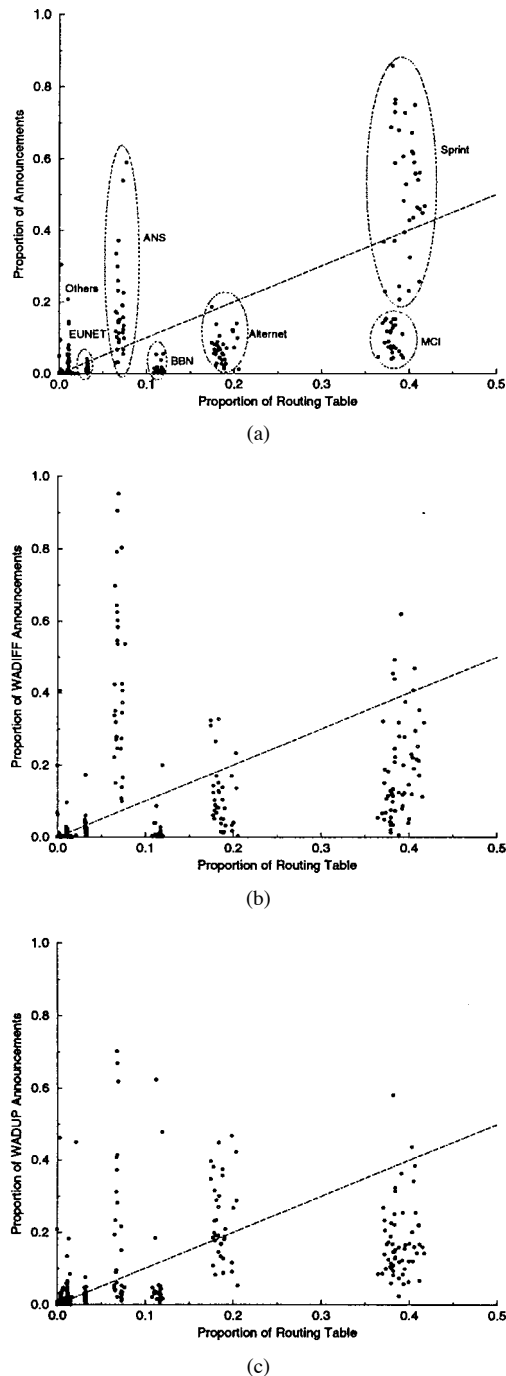 1.0
0.8
0.6
0.4
0.2
0.0
Proportion of Announcements
Sprint
ANS
Others
EUNET
BBN
Alternet
MCI
0.0 0.1 0.2 0.3 0.4 0.5
Proportion of Routing Table
(a)
1.0
0.8
0.6
0.4
0.2
0.0
Proportion of WADIFF Announcements
0.0 0.1 0.2 0.3 0.4 0.5
Proportion of Routing Table
(b)
1.0
0.8
0.6
0.4
0.2
0.0
Proportion of WADUP Announcements
0.0 0.1 0.2 0.3 0.4 0.5
Proportion of Routing Table
(c)